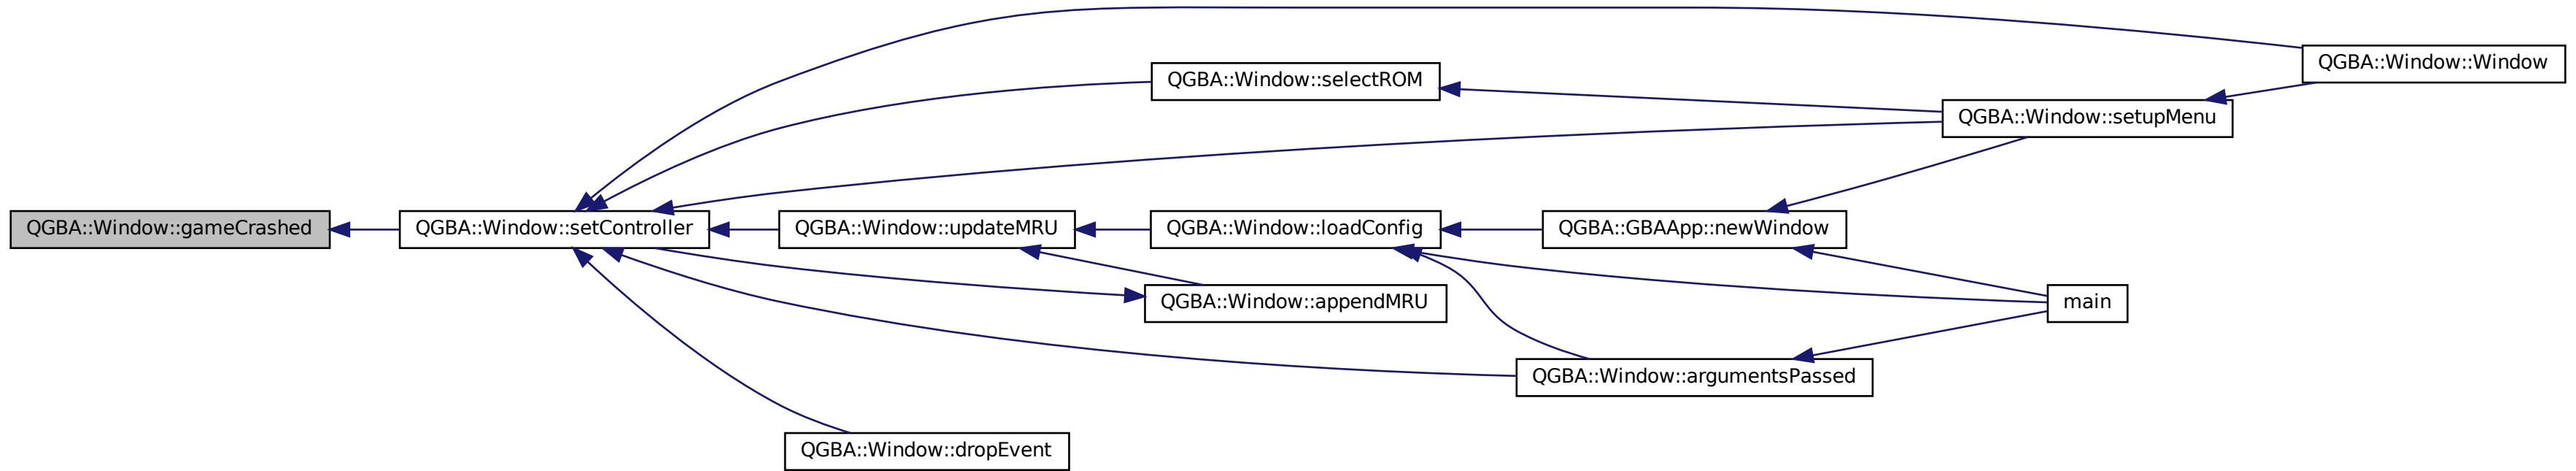 QGBA::Window::gameCrashed
QGBA::Window::setController
QGBA::Window::updateMRU
QGBA::Window::dropEvent
QGBA::Window::selectROM
QGBA::Window::loadConfig
QGBA::Window::appendMRU
QGBA::GBAApp::newWindow
QGBA::Window::argumentsPassed
QGBA::Window::setupMenu
main
QGBA::Window::Window